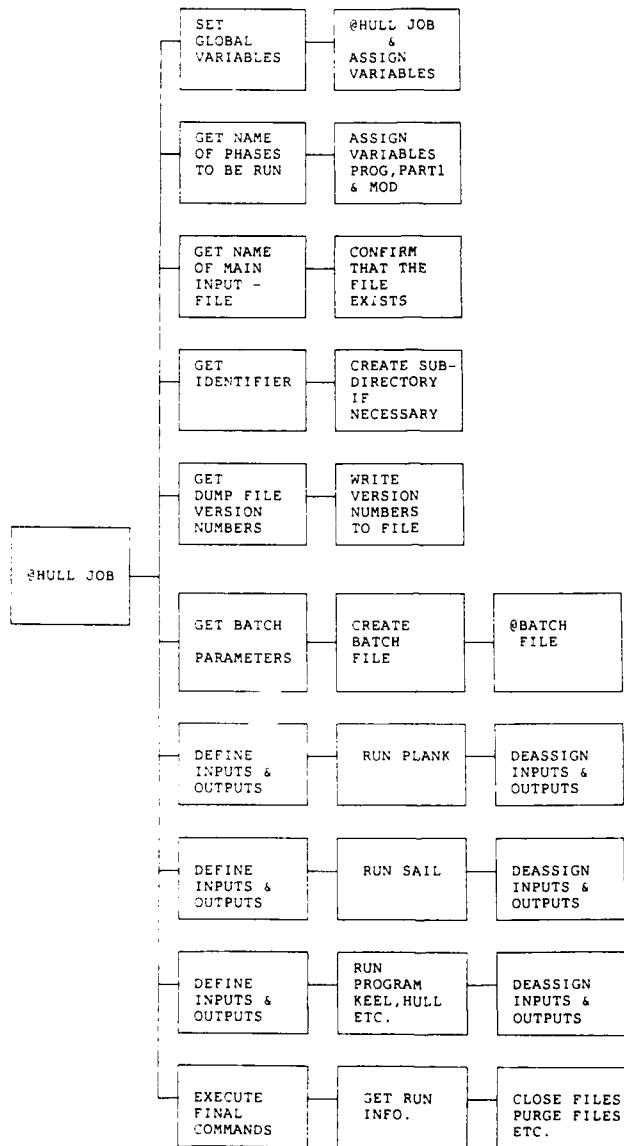 SET
GLOBAL
VARIABLES
@HULL JOB
&
ASSIGN
VARIABLES
GET NAME
OF PHASES
TO BE RUN
ASSIGN
VARIABLES
PROG,PART1
& MOD
GET NAME
OF MAIN
INPUT -
FILE
CONFIRM
THAT THE
FILE
EXISTS
GET
IDENTIFIER
CREATE SUB-
DIRECTORY
IF
NECESSARY
GET
DUMP FILE
VERSION
NUMBERS
WRITE
VERSION
NUMBERS
TO FILE
@HULL JOB
GET BATCH
PARAMETERS
CREATE
BATCH
FILE
@BATCH
FILE
DEFINE
INPUTS &
OUTPUTS
RUN PLANK
DEASSIGN
INPUTS &
OUTPUTS
DEFINE
INPUTS &
OUTPUTS
RUN SAIL
DEASSIGN
INPUTS &
OUTPUTS
DEFINE
INPUTS &
OUTPUTS
RUN
PROGRAM
KEEL,HULL
ETC.
DEASSIGN
INPUTS &
OUTPUTS
EXECUTE
FINAL
COMMANDS
GET RUN
INFO.
CLOSE FILES
PURGE FILES
ETC.